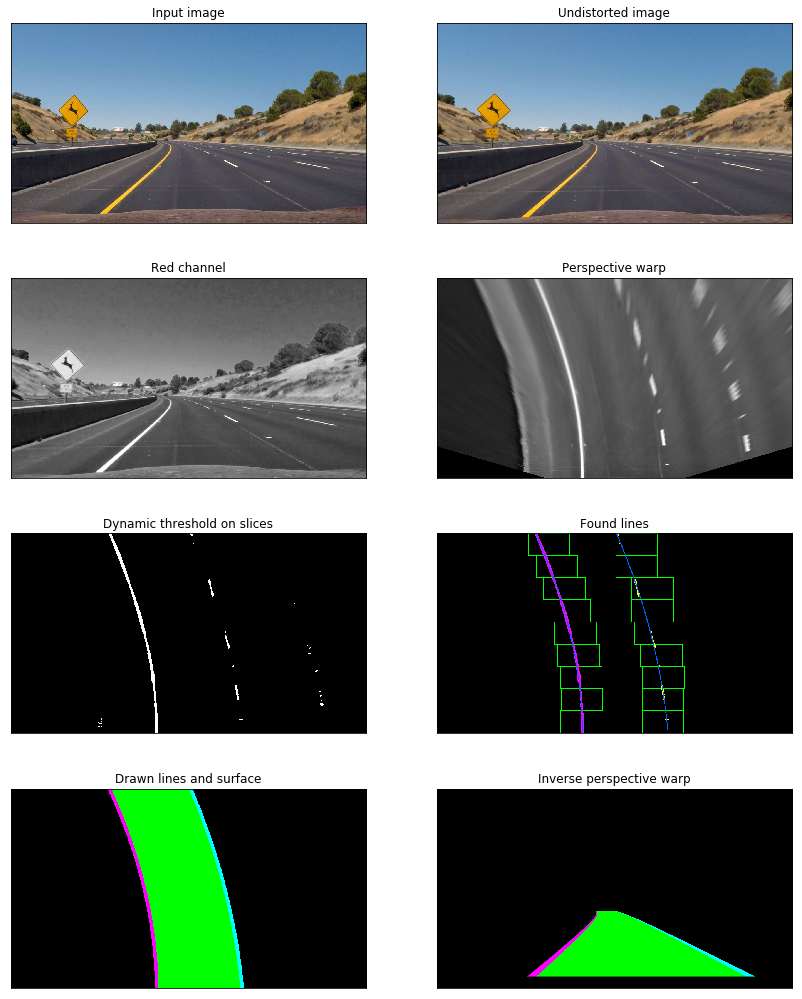 Input image
Undistorted image
Red channel
Perspective warp
Dynamic threshold on slices
Found lines
Drawn lines and surface
Inverse perspective warp